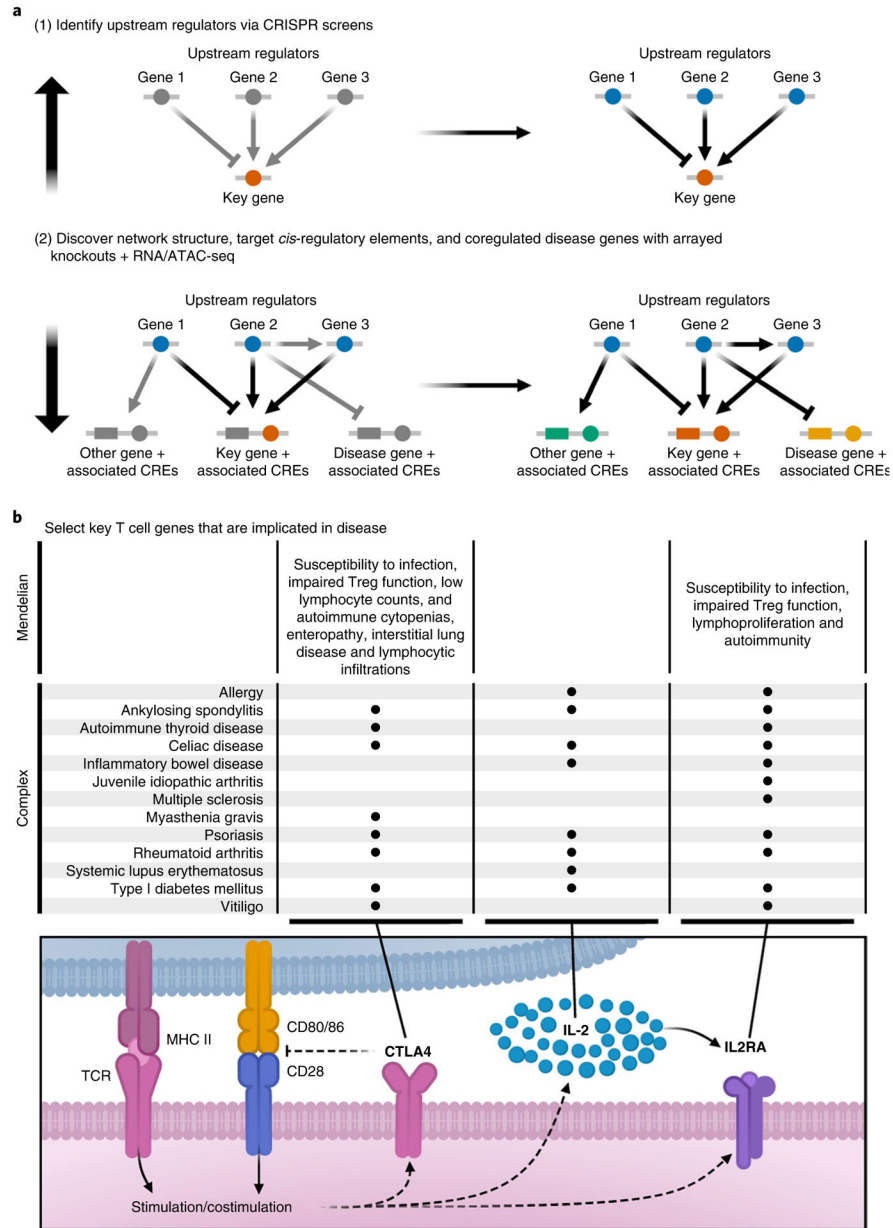 a
(1) Identify upstream regulators via CRISPR screens
Upstream regulators
Gene 1 Gene 2 Gene 3
Key gene
Upstream regulators
Gene 1 Gene 2 Gene 3
Key gene
(2) Discover network structure, target cis-regulatory elements, and coregulated disease genes with arrayed
knockouts + RNA/ATAC-seq
Upstream regulators
Gene 1 Gene 2 Gene 3
Other gene + Key gene + Disease gene +
associated CREs associated CREs associated CREs
Upstream regulators
Gene 1 Gene 2 Gene 3
Other gene + Key gene + Disease gene +
associated CREs associated CREs associated CREs
b
Select key T cell genes that are implicated in disease
Mendelian
Susceptibility to infection,
impaired Treg function, low
lymphocyte counts, and
autoimmune cytopenias,
enteropathy, interstitial lung
disease and lymphocytic
infiltrations
Susceptibility to infection,
impaired Treg function,
lymphoproliferation and
autoimmunity
Complex
Allergy
Ankylosing spondylitis
Autoimmune thyroid disease
Celiac disease
Inflammatory bowel disease
Juvenile idiopathic arthritis
Multiple sclerosis
Myasthenia gravis
Psoriasis
Rheumatoid arthritis
Systemic lupus erythematosus
Type I diabetes mellitus
Vitiligo
MHC II
TCR
CD80/86
CD28
CTLA4
IL-2
IL2RA
Stimulation/costimulation